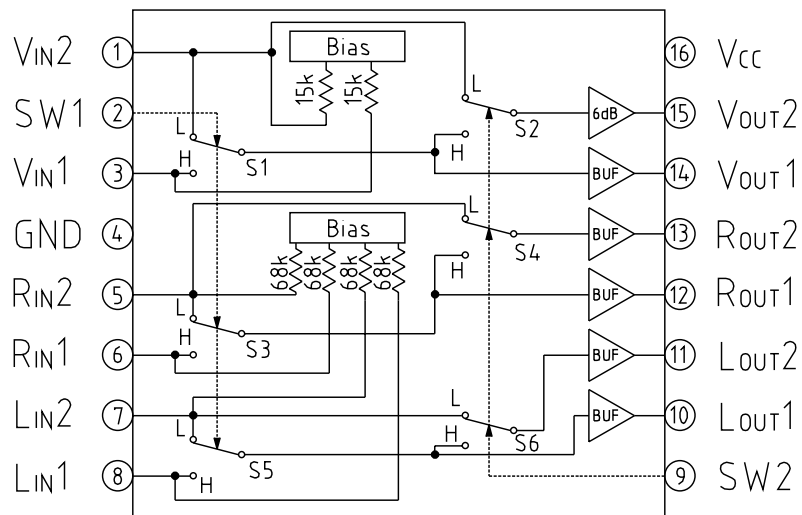 VIN2 1 Bias 16 VCC
15k 15k
SW1 2 L L 6dB 15 VOUT2
S2
VIN1 3 H S1 H BUF 14 VOUT1
GND 4 Bias L BUF 13 ROUT2
S4
68k 68k 68k 68k H
RIN2 5 L BUF 12 ROUT1
RIN1 6 H S3 BUF 11 LOUT2
LIN2 7 L L BUF 10 LOUT1
H S6
LIN1 8 H S5 9 SW2